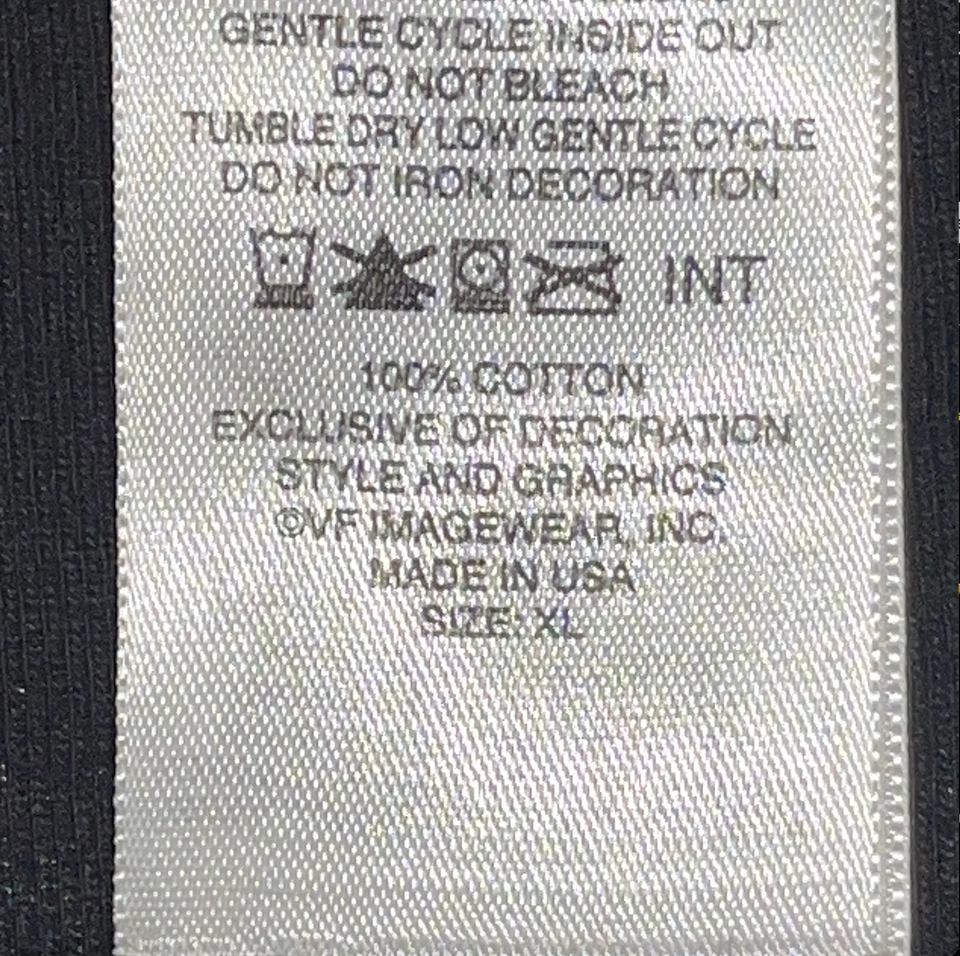 GENTLE CYCLE INSIDE OUT
DO NOT BLEACH
TUMBLE DRY LOW GENTLE CYCLE
DO NOT IRON DECORATION
INT
100% COTTON
EXCLUSIVE OF DECORATION
STYLE AND GRAPHICS
©VF IMAGEWEAR, INC.
MADE IN USA
SIZE: XL